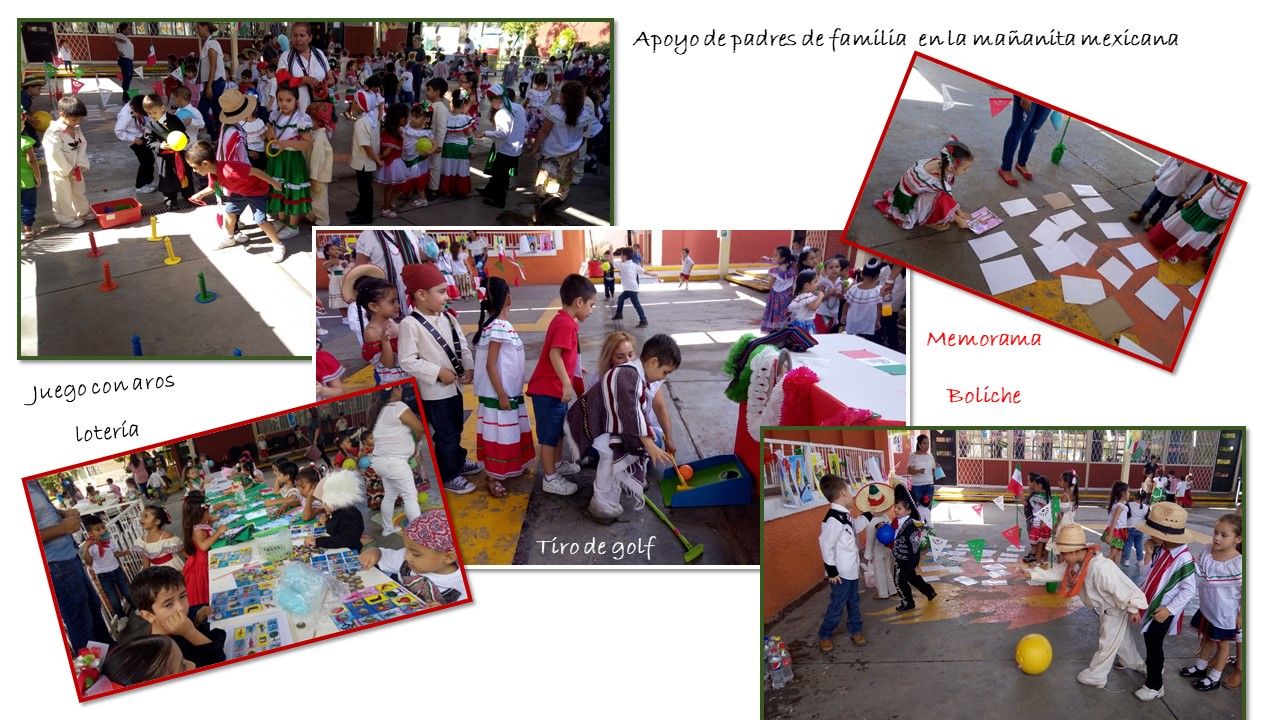 Apoyo de padres de familia en la mañanita mexicana
Memorama
Boliche
Juego con aros
lotería
Tiro de golf